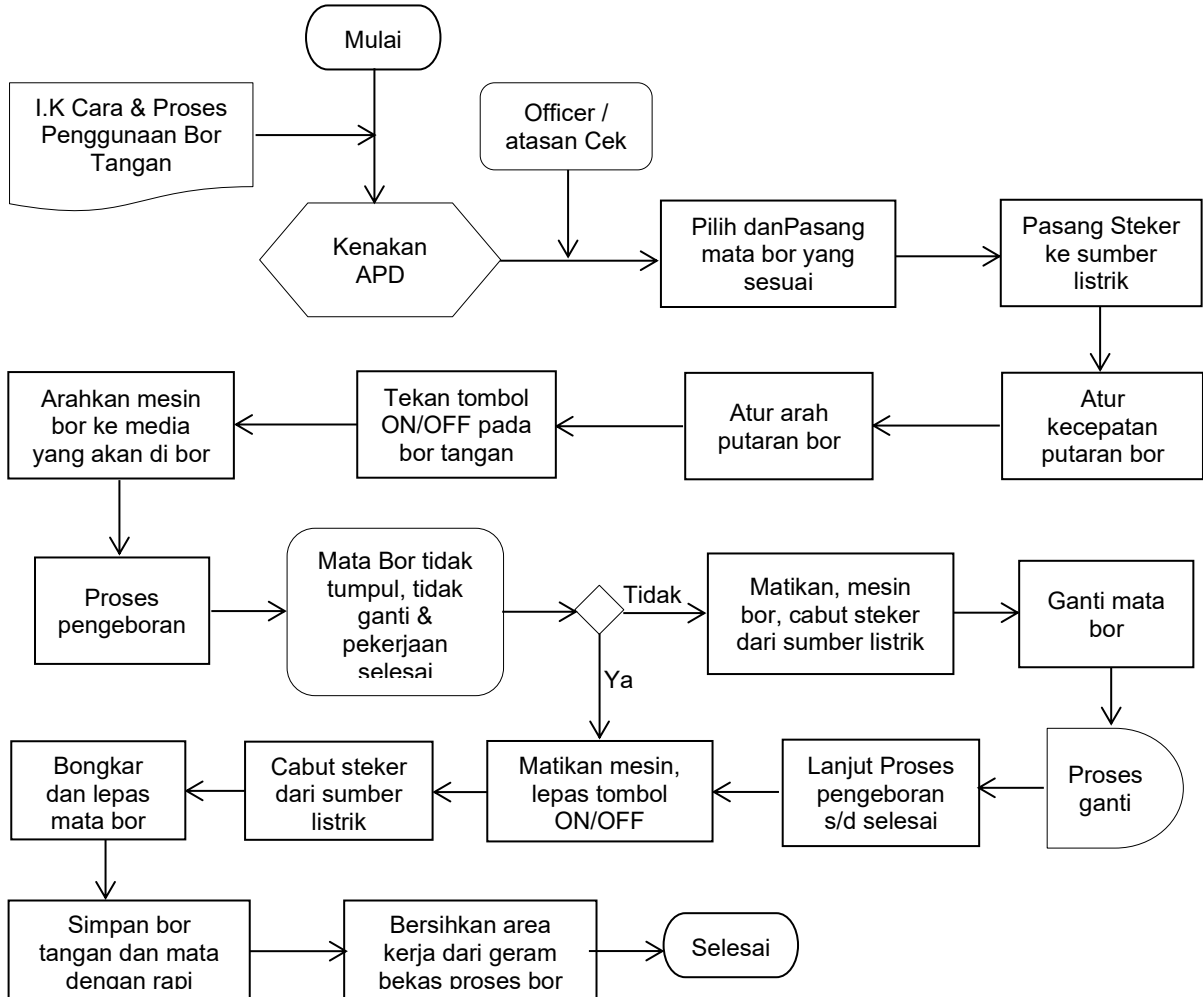 Mulai
I.K Cara & Proses
Penggunaan Bor
Tangan
Officer /
atasan Cek
Kenakan
APD
Pilih danPasang
mata bor yang
sesuai
Pasang Steker
ke sumber
listrik
Arahkan mesin
bor ke media
yang akan di bor
Tekan tombol
ON/OFF pada
bor tangan
Atur arah
putaran bor
Atur
kecepatan
putaran bor
Proses
pengeboran
Mata Bor tidak
tumpul, tidak
ganti &
pekerjaan
selesai
Tidak
Ya
Matikan, mesin
bor, cabut steker
dari sumber listrik
Ganti mata
bor
Bongkar
dan lepas
mata bor
Cabut steker
dari sumber
listrik
Matikan mesin,
lepas tombol
ON/OFF
Lanjut Proses
pengeboran
s/d selesai
Proses
ganti
Simpan bor
tangan dan mata
dengan rapi
Bersihkan area
kerja dari geram
bekas proses bor
Selesai